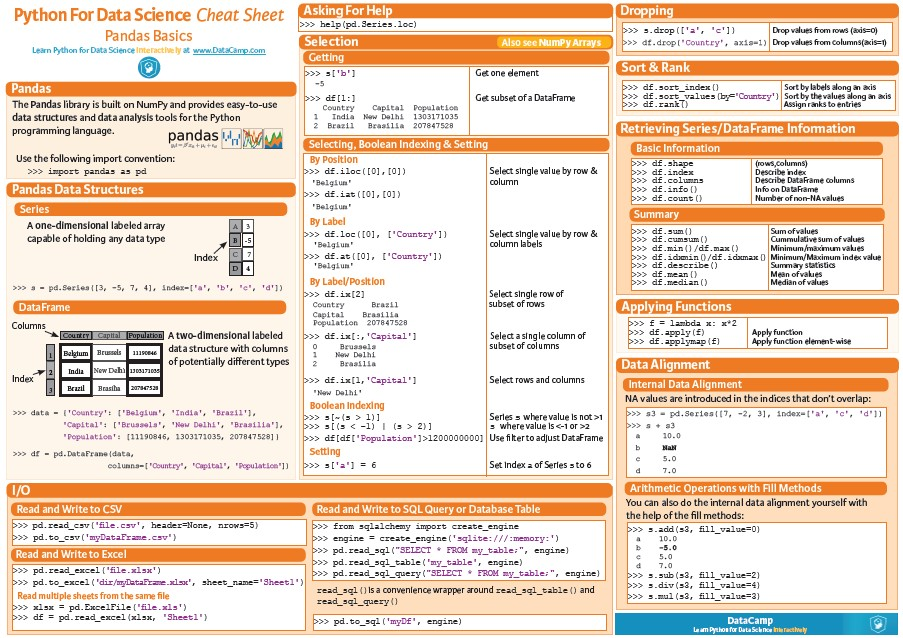 Python For Data Science Cheat Sheet
Pandas Basics
Learn Python for Data Science Interactively at www.DataCamp.com
Pandas
The Pandas library is built on NumPy and provides easy-to-use
data structures and data analysis tools for the Python
programming language.
pandas
Use the following import convention:
>>> import pandas as pd
Pandas Data Structures
Series
A one-dimensional labeled array
capable of holding any data type
Index
A 3
B -5
C 7
D 4
>>> s = pd.Series([3, -5, 7, 4], index=['a', 'b', 'c', 'd'])
DataFrame
Columns
Country Capital Population
1 Belgium Brussels 11190846
2 India New Delhi 1303171035
3 Brazil Brasilia 207847528
Index
A two-dimensional labeled
data structure with columns
of potentially different types
>>> data = {'Country': ['Belgium', 'India', 'Brazil'],
'Capital': ['Brussels', 'New Delhi', 'Brasilia'],
'Population': [11190846, 1303171035, 207847528]}
>>> df = pd.DataFrame(data,
columns=['Country', 'Capital', 'Population'])
I/O
Read and Write to CSV
>>> pd.read_csv('file.csv', header=None, nrows=5)
>>> pd.to_csv('myDataFrame.csv')
Read and Write to Excel
>>> pd.read_excel('file.xlsx')
>>> pd.to_excel('dir/myDataFrame.xlsx', sheet_name='Sheet1')
Read multiple sheets from the same file
>>> xlsx = pd.ExcelFile('file.xls')
>>> df = pd.read_excel(xlsx, 'Sheet1')
Read and Write to SQL Query or Database Table
>>> from sqlalchemy import create_engine
>>> engine = create_engine('sqlite:///:memory:')
>>> pd.read_sql("SELECT * FROM my_table;", engine)
>>> pd.read_sql_table('my_table', engine)
>>> pd.read_sql_query("SELECT * FROM my_table;", engine)
read_sql() is a convenience wrapper around read_sql_table() and
read_sql_query()
>>> pd.to_sql('myDf', engine)
Asking For Help
>>> help(pd.Series.loc)
Selection
Also see NumPy Arrays
Getting
>>> s['b'] Get one element
-5
>>> df[1:] Get subset of a DataFrame
Country Capital Population
1 India New Delhi 1303171035
2 Brazil Brasilia 207847528
Selecting, Boolean Indexing & Setting
By Position
>>> df.iloc([0],[0]) Select single value by row &
'Belgium' column
>>> df.iat([0],[0])
'Belgium'
By Label
>>> df.loc([0], ['Country']) Select single value by row &
'Belgium' column labels
>>> df.at([0], ['Country'])
'Belgium'
By Label/Position
>>> df.ix[2] Select single row of
Country Brazil subset of rows
Capital Brasilia
Population 207847528
>>> df.ix[:,'Capital'] Select a single column of
0 Brussels subset of columns
1 New Delhi
2 Brasilia
>>> df.ix[1,'Capital'] Select rows and columns
'New Delhi'
Boolean Indexing
>>> s[~(s > 1)] Series s where value is not >1
>>> s[(s < -1) | (s > 2)] s where value is <-1 or >2
>>> df[df['Population']>1200000000] Use filter to adjust DataFrame
Setting
>>> s['a'] = 6 Set index a of Series s to 6
Dropping
>>> s.drop(['a', 'c']) Drop values from rows (axis=0)
>>> df.drop('Country', axis=1) Drop values from columns(axis=1)
Sort & Rank
>>> df.sort_index() Sort by labels along an axis
>>> df.sort_values(by='Country') Sort by the values along an axis
>>> df.rank() Assign ranks to entries
Retrieving Series/DataFrame Information
Basic Information
>>> df.shape (rows,columns)
>>> df.index Describe index
>>> df.columns Describe DataFrame columns
>>> df.info() Info on DataFrame
>>> df.count() Number of non-NA values
Summary
>>> df.sum() Sum of values
>>> df.cumsum() Cummulative sum of values
>>> df.min()/df.max() Minimum/maximum values
>>> df.idxmin()/df.idxmax() Minimum/Maximum index value
>>> df.describe() Summary statistics
>>> df.mean() Mean of values
>>> df.median() Median of values
Applying Functions
>>> f = lambda x: x*2
>>> df.apply(f) Apply function
>>> df.applymap(f) Apply function element-wise
Data Alignment
Internal Data Alignment
NA values are introduced in the indices that don't overlap:
>>> s3 = pd.Series([7, -2, 3], index=['a', 'c', 'd'])
>>> s + s3
a 10.0
b NaN
c 5.0
d 7.0
Arithmetic Operations with Fill Methods
You can also do the internal data alignment yourself with
the help of the fill methods:
>>> s.add(s3, fill_value=0)
a 10.0
b -5.0
c 5.0
d 7.0
>>> s.sub(s3, fill_value=2)
>>> s.div(s3, fill_value=4)
>>> s.mul(s3, fill_value=3)
DataCamp
Learn Python for Data Science Interactively